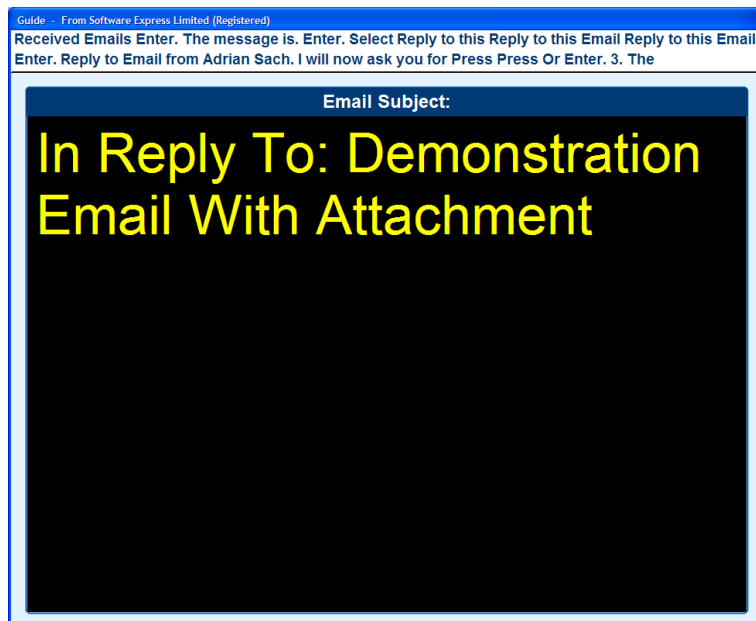 Guide - From Software Express Limited (Registered)
Received Emails Enter. The message is. Enter. Select Reply to this Reply to this Email Reply to this Email
Enter. Reply to Email from Adrian Sach. I will now ask you for Press Press Or Enter. 3. The
Email Subject:
In Reply To: Demonstration
Email With Attachment